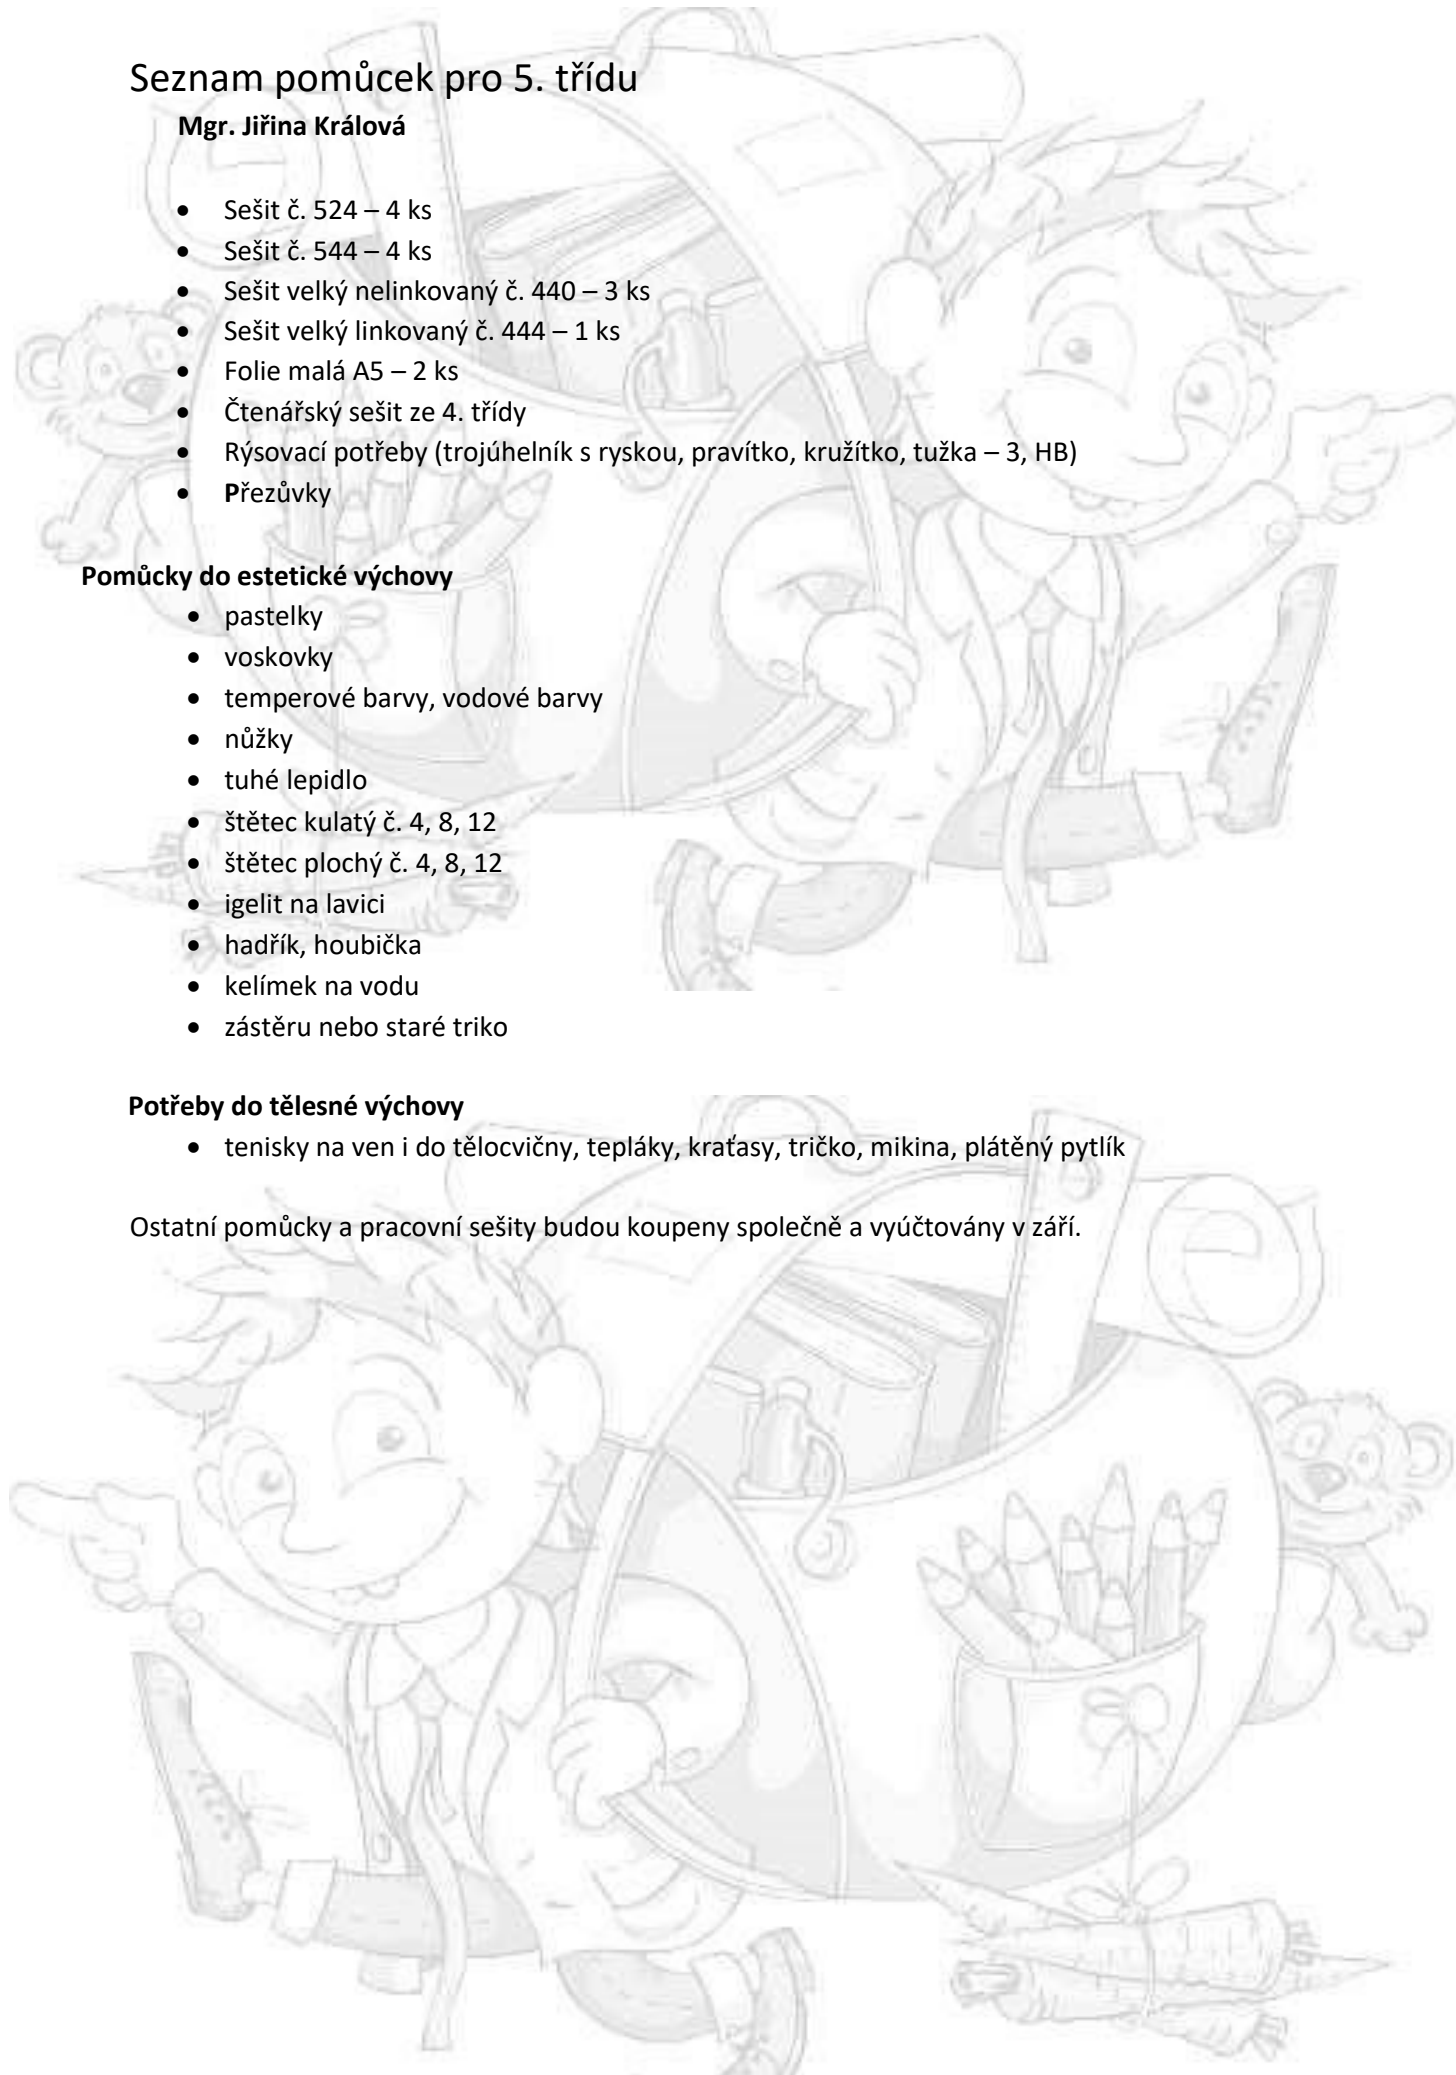 Seznam pomůcek pro 5. třídu
Mgr. Jiřina Králová
• Sešit č. 524 – 4 ks
• Sešit č. 544 – 4 ks
• Sešit velký nelinkovaný č. 440 – 3 ks
• Sešit velký linkovaný č. 444 – 1 ks
• Folie malá A5 – 2 ks
• Čtenářský sešit ze 4. třídy
• Rýsovací potřeby (trojúhelník s ryskou, pravítko, kružítko, tužka – 3, HB)
• Přezůvky
Pomůcky do estetické výchovy
• pastelky
• voskovky
• temperové barvy, vodové barvy
• nůžky
• tuhé lepidlo
• štětec kulatý č. 4, 8, 12
• štětec plochý č. 4, 8, 12
• igelit na lavici
• hadřík, houbička
• kelímek na vodu
• zástěru nebo staré triko
Potřeby do tělesné výchovy
• tenisky na ven i do tělocvičny, tepláky, kraťasy, tričko, mikina, plátěný pytlík
Ostatní pomůcky a pracovní sešity budou koupeny společně a vyúčtovány v září.